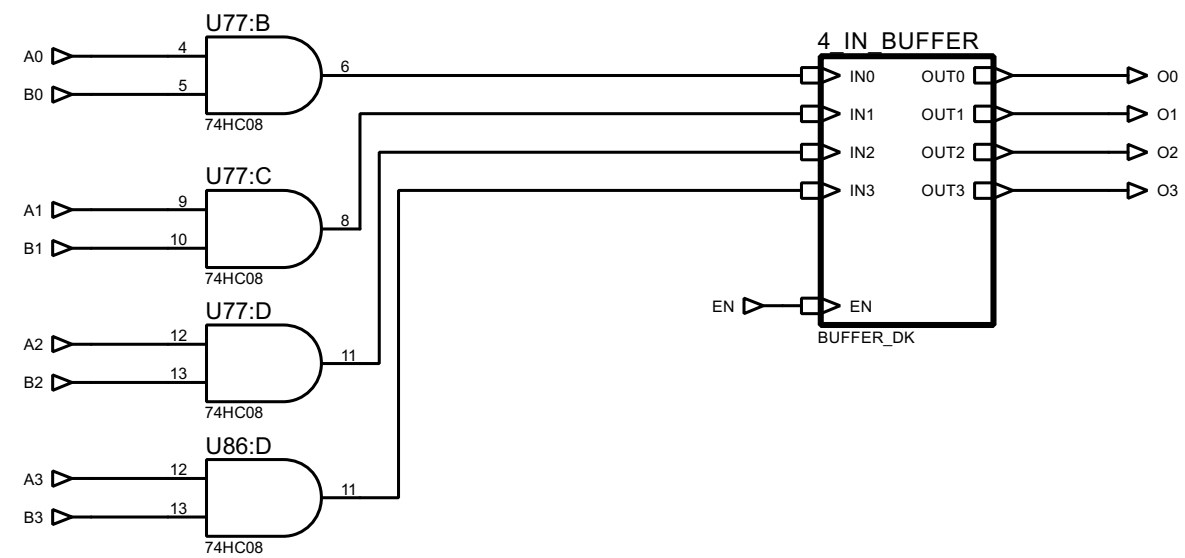 U77:B
A0
4
B0
5
6
74HC08
U77:C
A1
9
B1
10
8
74HC08
U77:D
A2
12
B2
13
11
74HC08
U86:D
A3
12
B3
13
11
74HC08
4_IN_BUFFER
IN0 OUT0
IN1 OUT1
IN2 OUT2
IN3 OUT3
EN
EN
BUFFER_DK
O0
O1
O2
O3